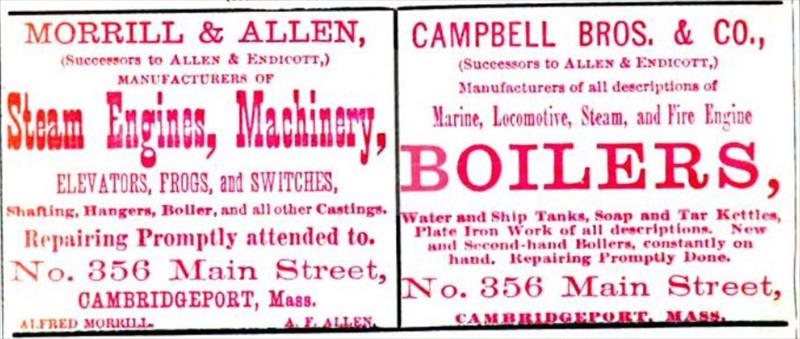 MORRILL & ALLEN,
(Successors to ALLEN & ENDICOTT,)
MANUFACTURERS OF
Steam Engines, Machinery,
ELEVATORS, FROGS, and SWITCHES,
Shafting, Hangers, Boiler, and all other Castings.
Repairing Promptly attended to.
No. 356 Main Street,
CAMBRIDGEPORT, Mass.
ALFRED MORRILL. A. F. ALLEN.
CAMPBELL BROS. & CO.,
(Successors to ALLEN & ENDICOTT,)
Manufacturers of all descriptions of
Marine, Locomotive, Steam, and Fire Engine
BOILERS,
Water and Ship Tanks, Soap and Tar Kettles,
Plate Iron Work of all descriptions. New
and Second-hand Boilers, constantly on
hand. Repairing Promptly Done.
No. 356 Main Street,
CAMBRIDGEPORT, MASS.